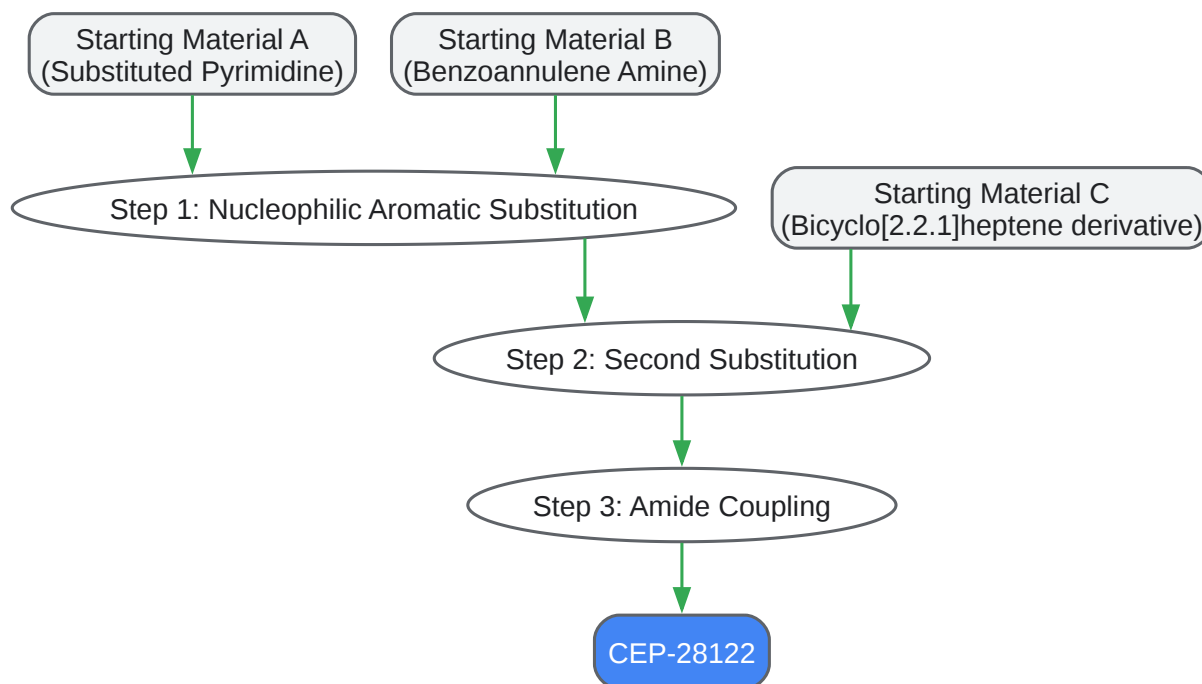 Starting Material A
(Substituted Pyrimidine)
Starting Material B
(Benzoannulene Amine)
Step 1: Nucleophilic Aromatic Substitution
Starting Material C
(Bicyclo[2.2.1]heptene derivative)
Step 2: Second Substitution
Step 3: Amide Coupling
CEP-28122